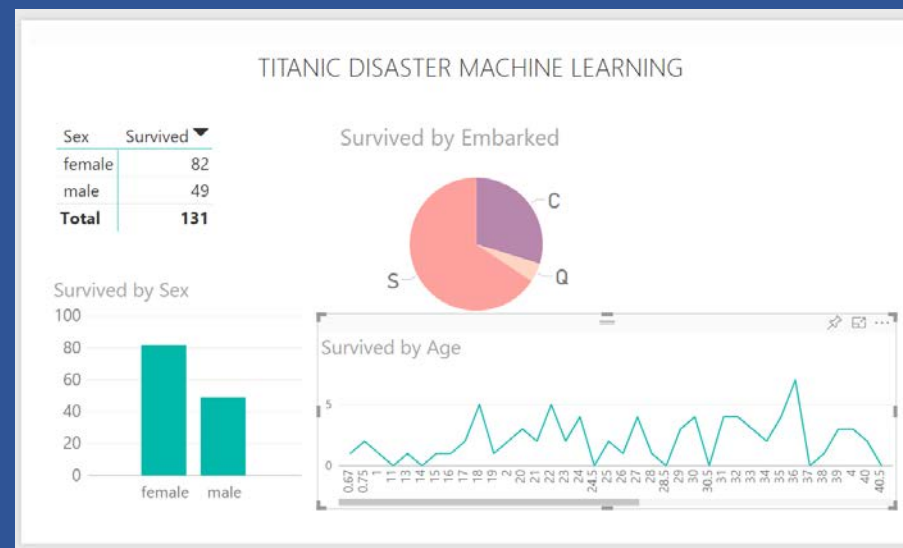 TITANIC DISASTER MACHINE LEARNING
Sex Survived
female 82
male 49
Total 131
Survived by Embarked
C
Q
S
Survived by Sex
100
80
60
40
20
0
female male
Survived by Age
5
0
0.67 0.75 1 11 13 14 15 16 17 18 19 2 20 21 22 23 24 24.5 25 26 27 28 28.5 29 30 30.5 31 32 33 34 35 36 37 38 39 4 40 40.5